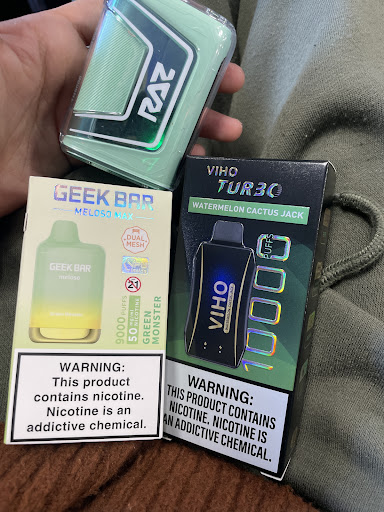 RAZ
GEEK BAR
MELOSO MAX
DUAL
MESH
GEEK BAR
21
9000 PUFFS
GREEN
MONSTER
WARNING:
This product
contains nicotine.
Nicotine is an
addictive chemical.
VIHO
TURBO
WATERMELON CACTUS JACK
VIHO
10000
PUFFS
WARNING:
THIS PRODUCT CONTAINS
NICOTINE. NICOTINE IS
AN ADDICTIVE CHEMICAL.